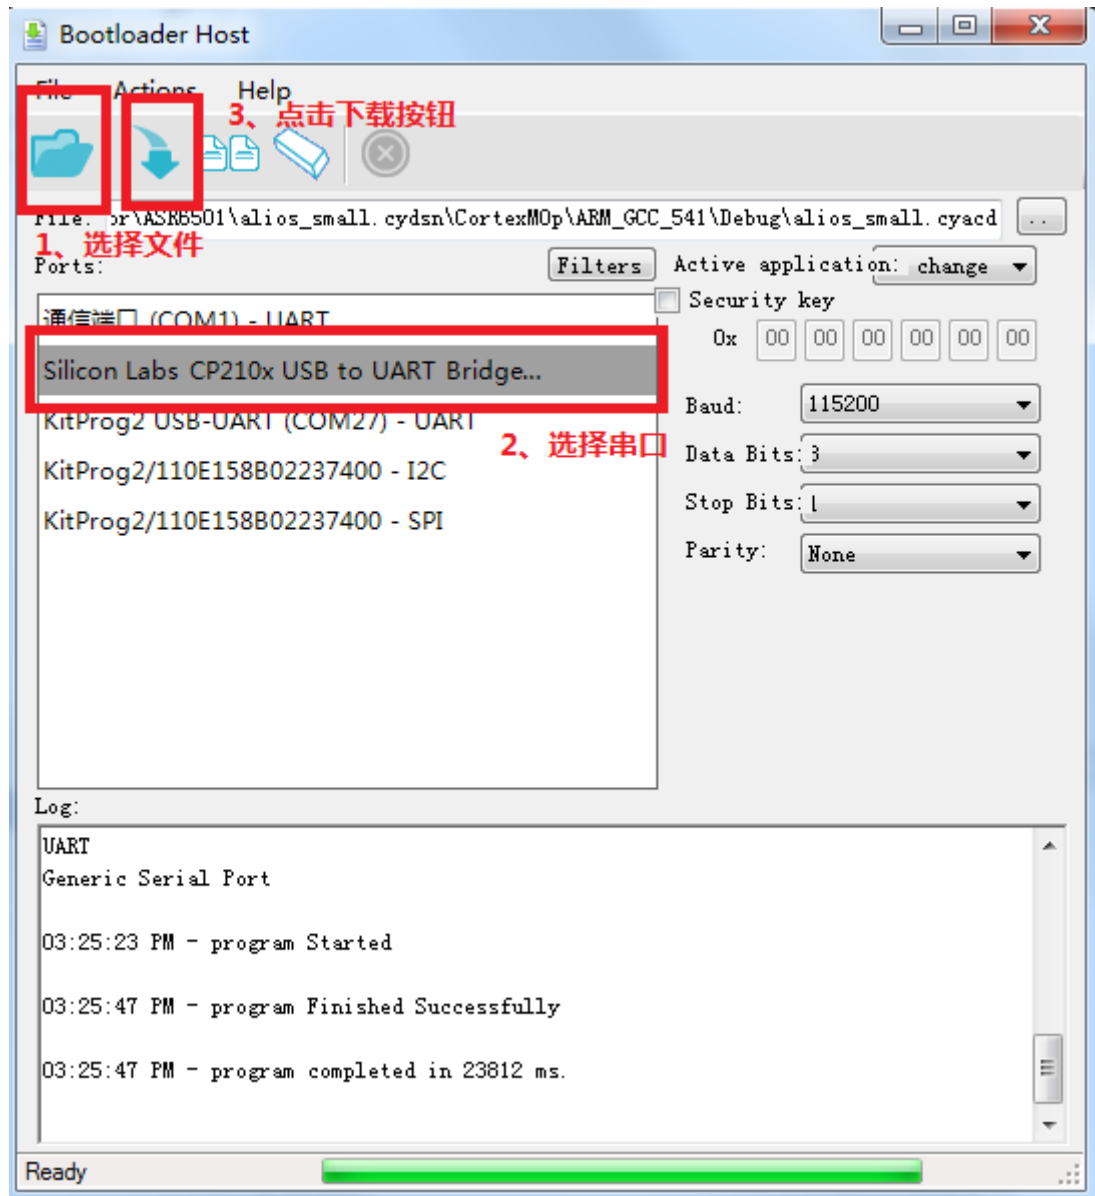 Bootloader Host
File Actions Help
3、点击下载按钮
File: or\ASR6501\alios_small.cydsn\CortexM0p\ARM_GCC_541\Debug\alios_small.cyacd ..
1、选择文件
Ports: Filters
Active application: change
通信端口 (COM1) - UART
Security key
0x 00 00 00 00 00 00
Silicon Labs CP210x USB to UART Bridge...
Baud: 115200
KitProg2 USB-UART (COM27) - UART
2、选择串口
Data Bits:
KitProg2/110E158B02237400 - I2C
Stop Bits:
KitProg2/110E158B02237400 - SPI
Parity: None
Log:
UART
Generic Serial Port
03:25:23 PM - program Started
03:25:47 PM - program Finished Successfully
03:25:47 PM - program completed in 23812 ms.
Ready